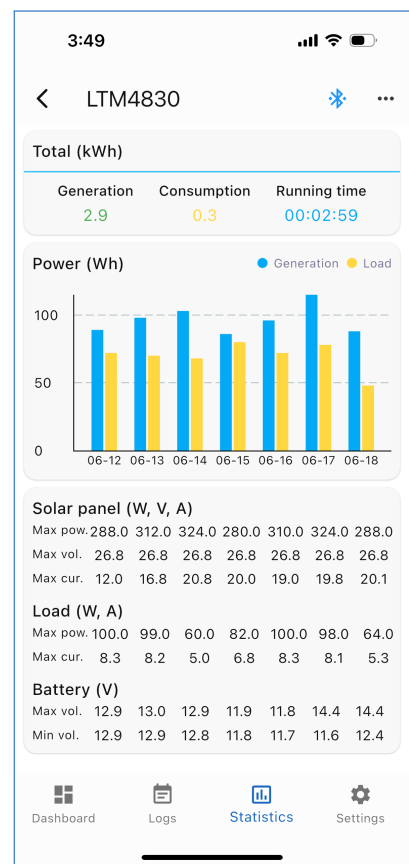 3:49
LTM4830
Total (kWh)
Generation Consumption Running time
2.9 0.3 00:02:59
Power (Wh) Generation Load
100
50
0
06-12 06-13 06-14 06-15 06-16 06-17 06-18
Solar panel (W, V, A)
Max pow. 288.0 312.0 324.0 280.0 310.0 324.0 288.0
Max vol. 26.8 26.8 26.8 26.8 26.8 26.8 26.8
Max cur. 12.0 16.8 20.8 20.0 19.0 19.8 20.1
Load (W, A)
Max pow. 100.0 99.0 60.0 82.0 100.0 98.0 64.0
Max cur. 8.3 8.2 5.0 6.8 8.3 8.1 5.3
Battery (V)
Max vol. 12.9 13.0 12.9 11.9 11.8 14.4 14.4
Min vol. 12.9 12.9 12.8 11.8 11.7 11.6 12.4
Dashboard Logs Statistics Settings